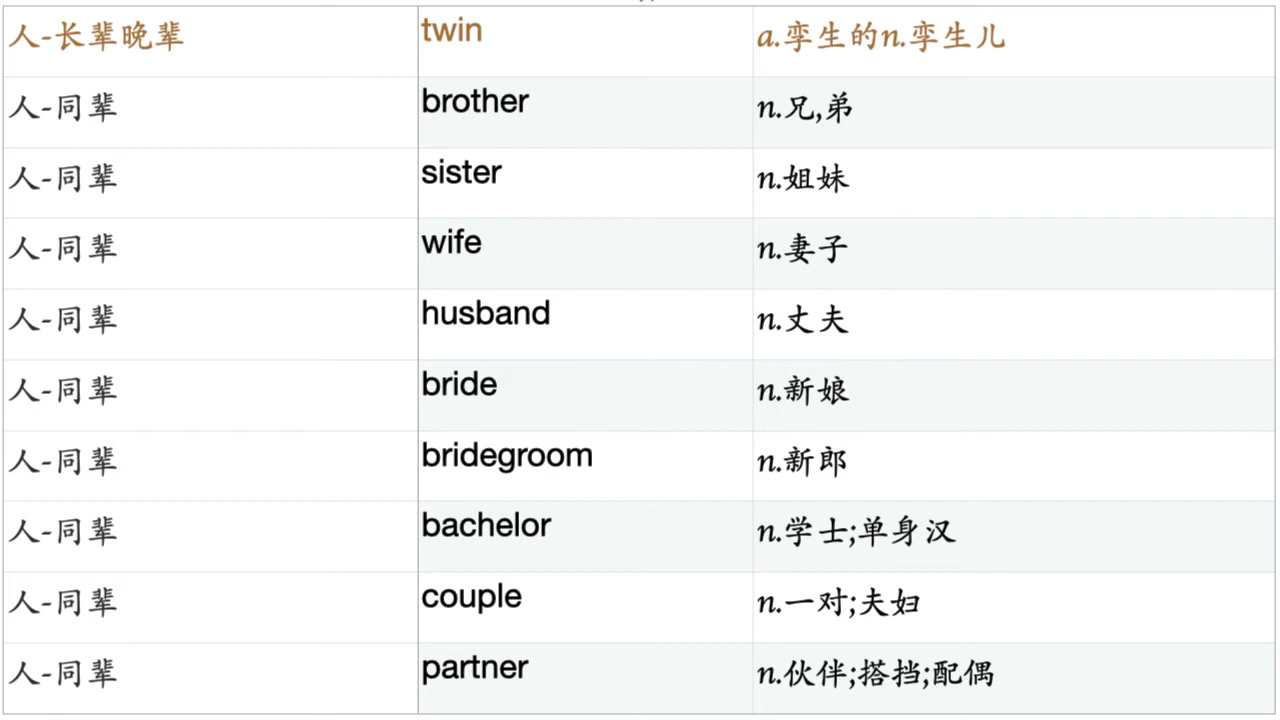 人-长辈晚辈 twin a.孪生的n.孪生儿
人-同辈 brother n.兄,弟
人-同辈 sister n.姐妹
人-同辈 wife n.妻子
人-同辈 husband n.丈夫
人-同辈 bride n.新娘
人-同辈 bridegroom n.新郎
人-同辈 bachelor n.学士;单身汉
人-同辈 couple n.一对;夫妇
人-同辈 partner n.伙伴;搭挡;配偶